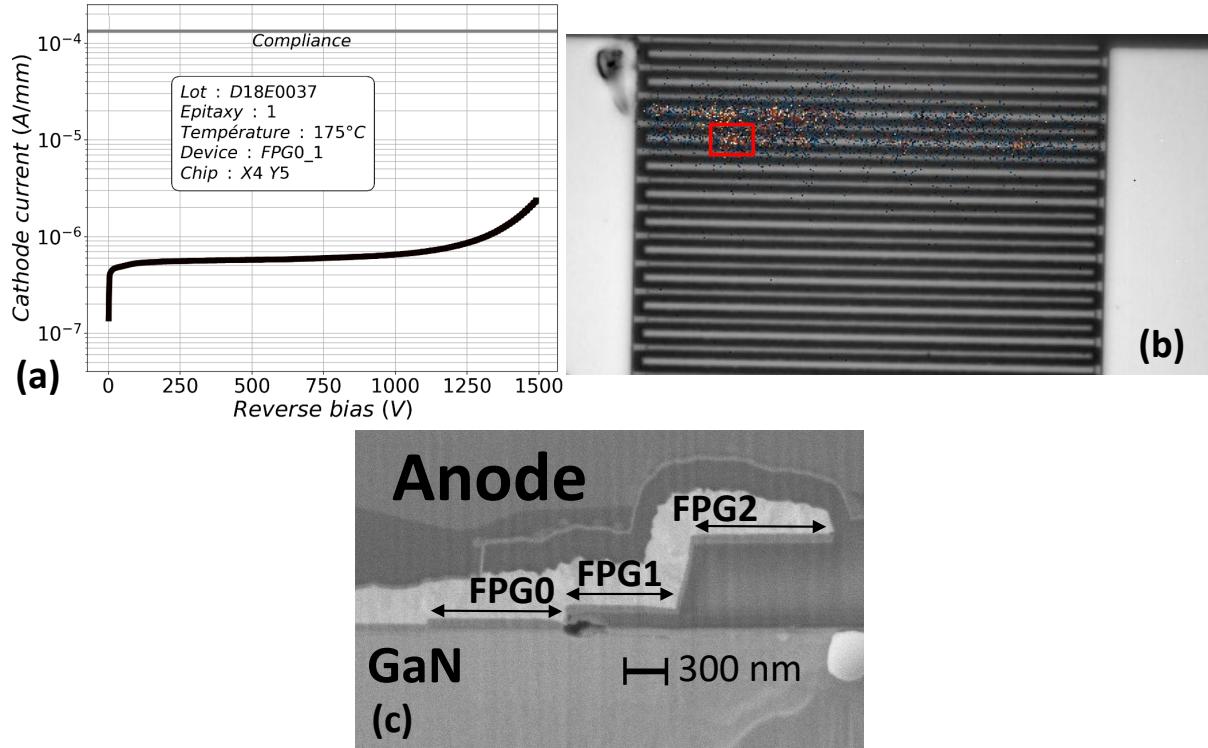 Compliance
Lot : D18E0037
Epitaxy : 1
Température : 175°C
Device : FPG0_1
Chip : X4 Y5
Cathode current (A/mm)
10⁻⁴
10⁻⁵
10⁻⁶
10⁻⁷
0 250 500 750 1000 1250 1500
Reverse bias (V)
(a)
(b)
Anode
FPG2
FPG1
FPG0
GaN
300 nm
(c)